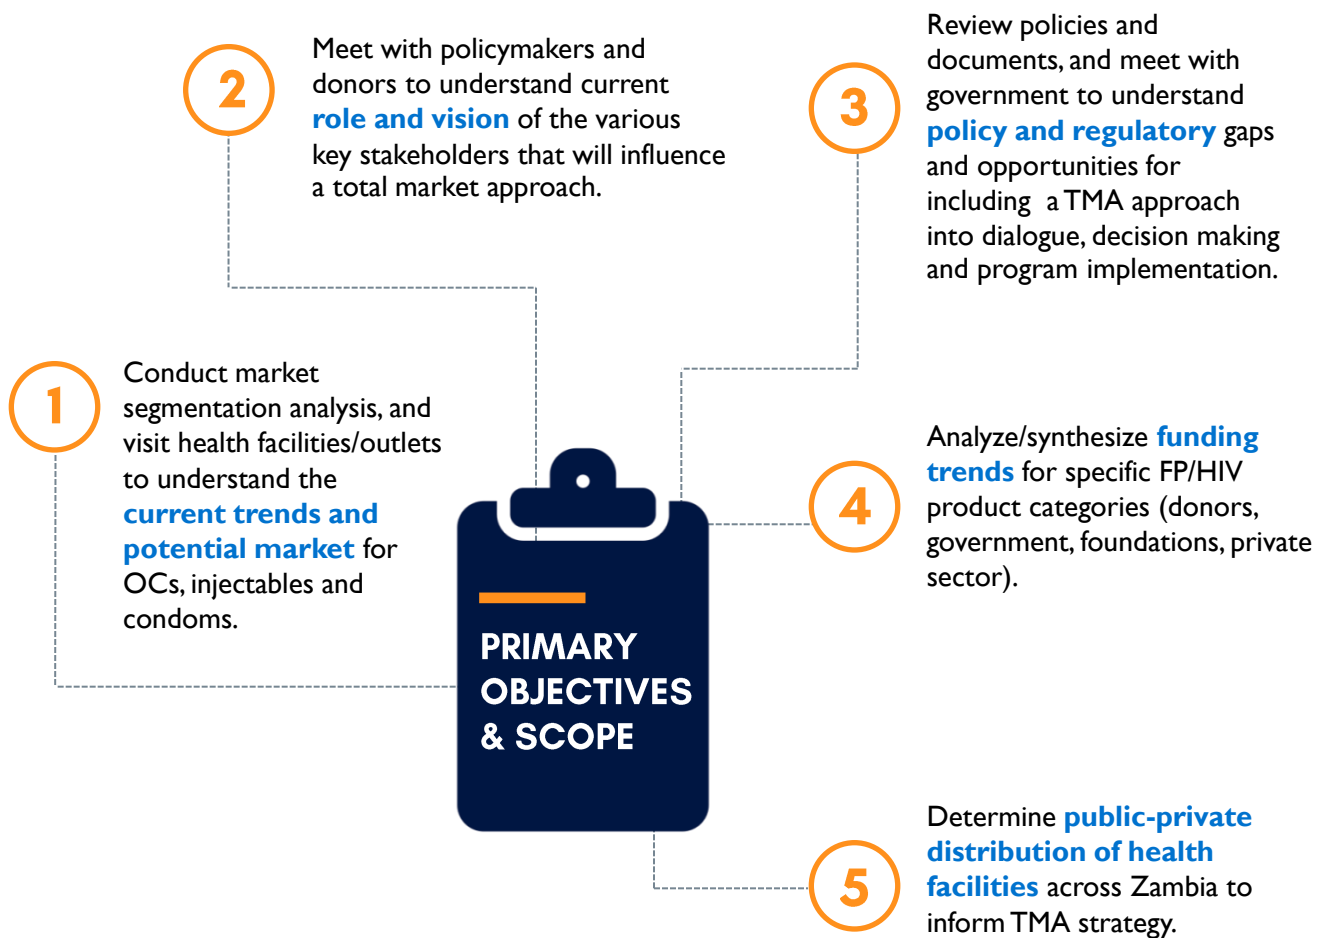 1
Conduct market
segmentation analysis, and
visit health facilities/outlets
to understand the
current trends and
potential market for
OCs, injectables and
condoms.
2
Meet with policymakers and
donors to understand current
role and vision of the various
key stakeholders that will influence
a total market approach.
3
Review policies and
documents, and meet with
government to understand
policy and regulatory gaps
and opportunities for
including a TMA approach
into dialogue, decision making
and program implementation.
4
Analyze/synthesize funding
trends for specific FP/HIV
product categories (donors,
government, foundations, private
sector).
5
Determine public-private
distribution of health
facilities across Zambia to
inform TMA strategy.
PRIMARY
OBJECTIVES
& SCOPE